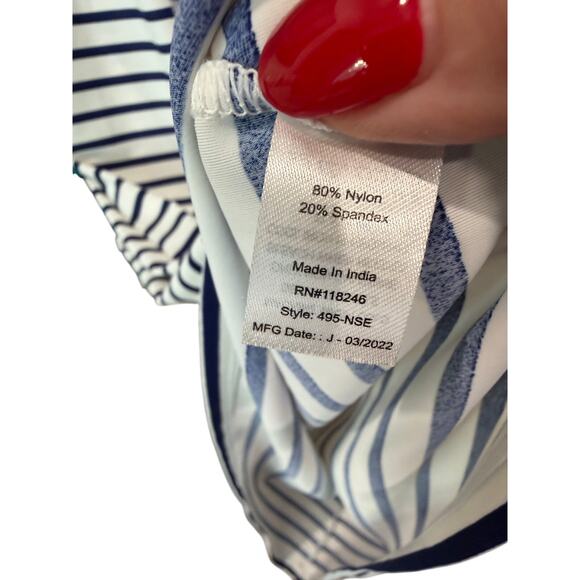 80% Nylon
20% Spandex
Made In India
RN#118246
Style: 495-NSE
MFG Date: : J - 03/2022